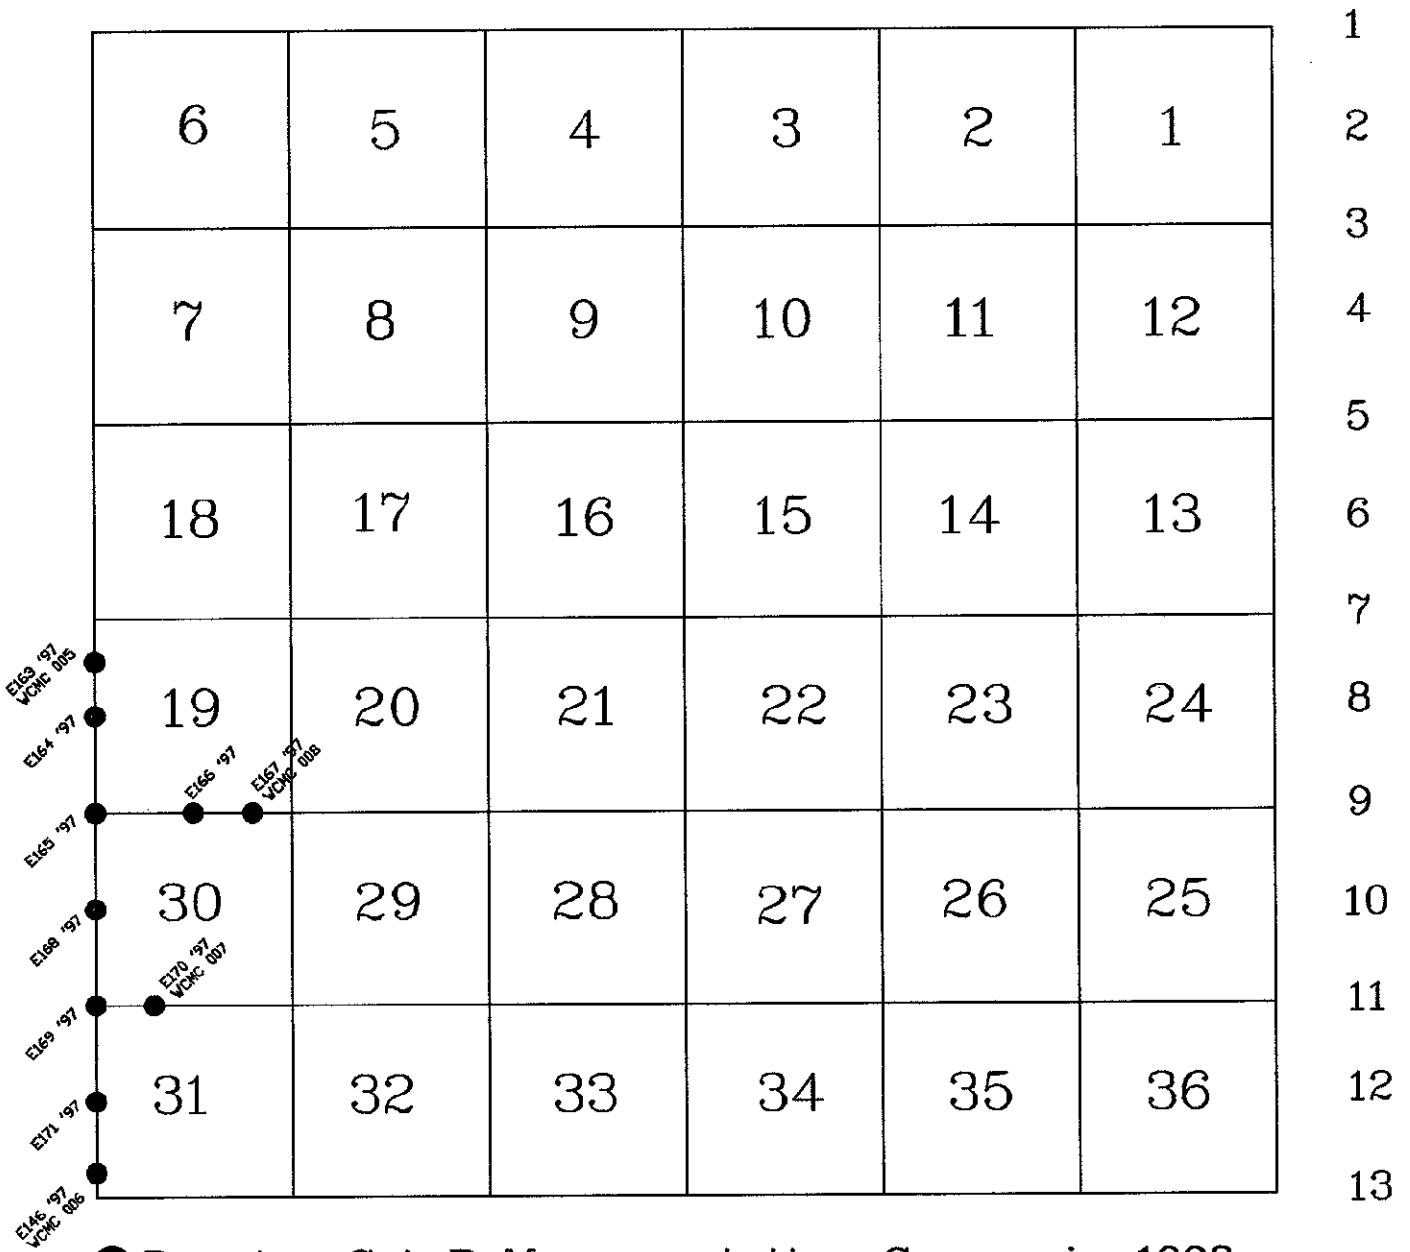 1
6 5 4 3 2 1 2
3
7 8 9 10 11 12 4
5
18 17 16 15 14 13 6
7
E163 '97
WCMC 005
19 20 21 22 23 24 8
E164 '97
E166 '97
E167 '97
WCMC 008
9
E165 '97
30 29 28 27 26 25 10
E168 '97
E170 '97
WCMC 007
11
E169 '97
31 32 33 34 35 36 12
E171 '97
13
E146 '97
WCMC 006